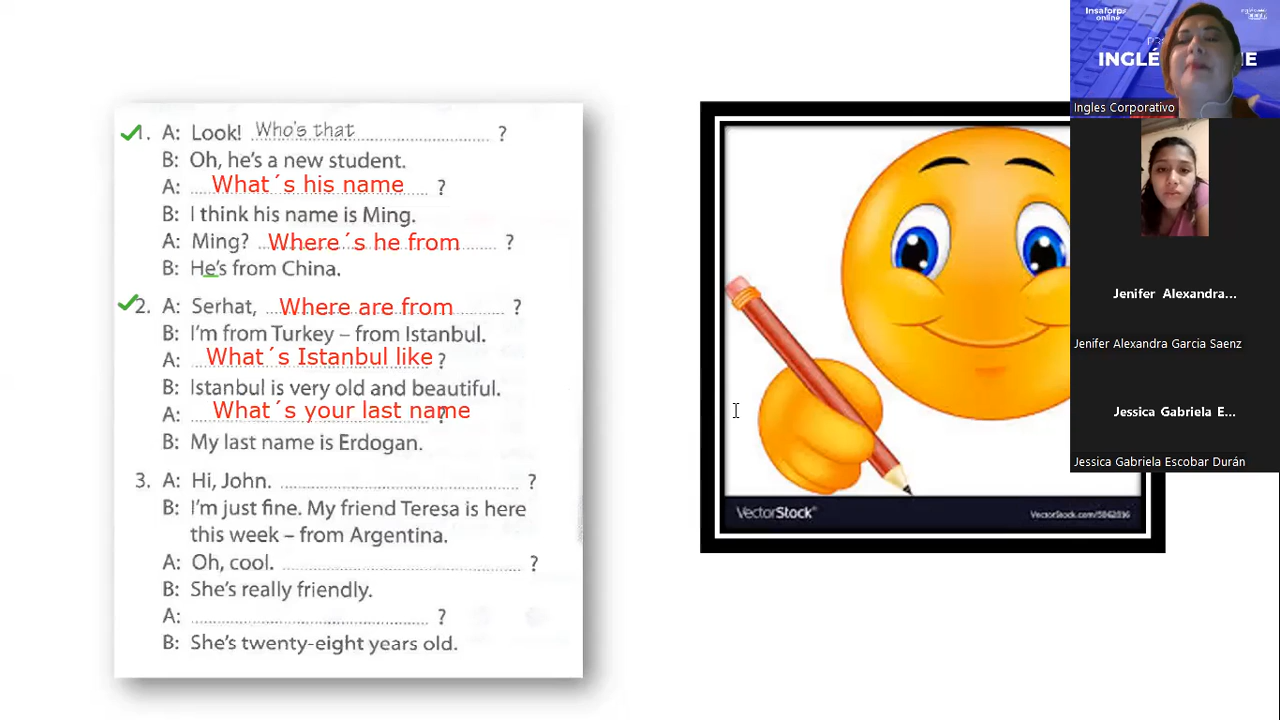 1. A: Look! Who's that ?
B: Oh, he's a new student.
A: What´s his name ?
B: I think his name is Ming.
A: Ming? Where´s he from ?
B: He's from China.
2. A: Serhat, Where are from ?
B: I'm from Turkey – from Istanbul.
A: What´s Istanbul like ?
B: Istanbul is very old and beautiful.
A: What´s your last name ?
B: My last name is Erdogan.
3. A: Hi, John. ?
B: I'm just fine. My friend Teresa is here
this week – from Argentina.
A: Oh, cool. ?
B: She's really friendly.
A: ?
B: She's twenty-eight years old.
VectorStock®
VectorStock.com/5862816
Insaforp
online
INGLÉ
NE
Ingles Corporativo
Jenifer Alexandra...
Jenifer Alexandra Garcia Saenz
Jessica Gabriela E...
Jessica Gabriela Escobar Durán